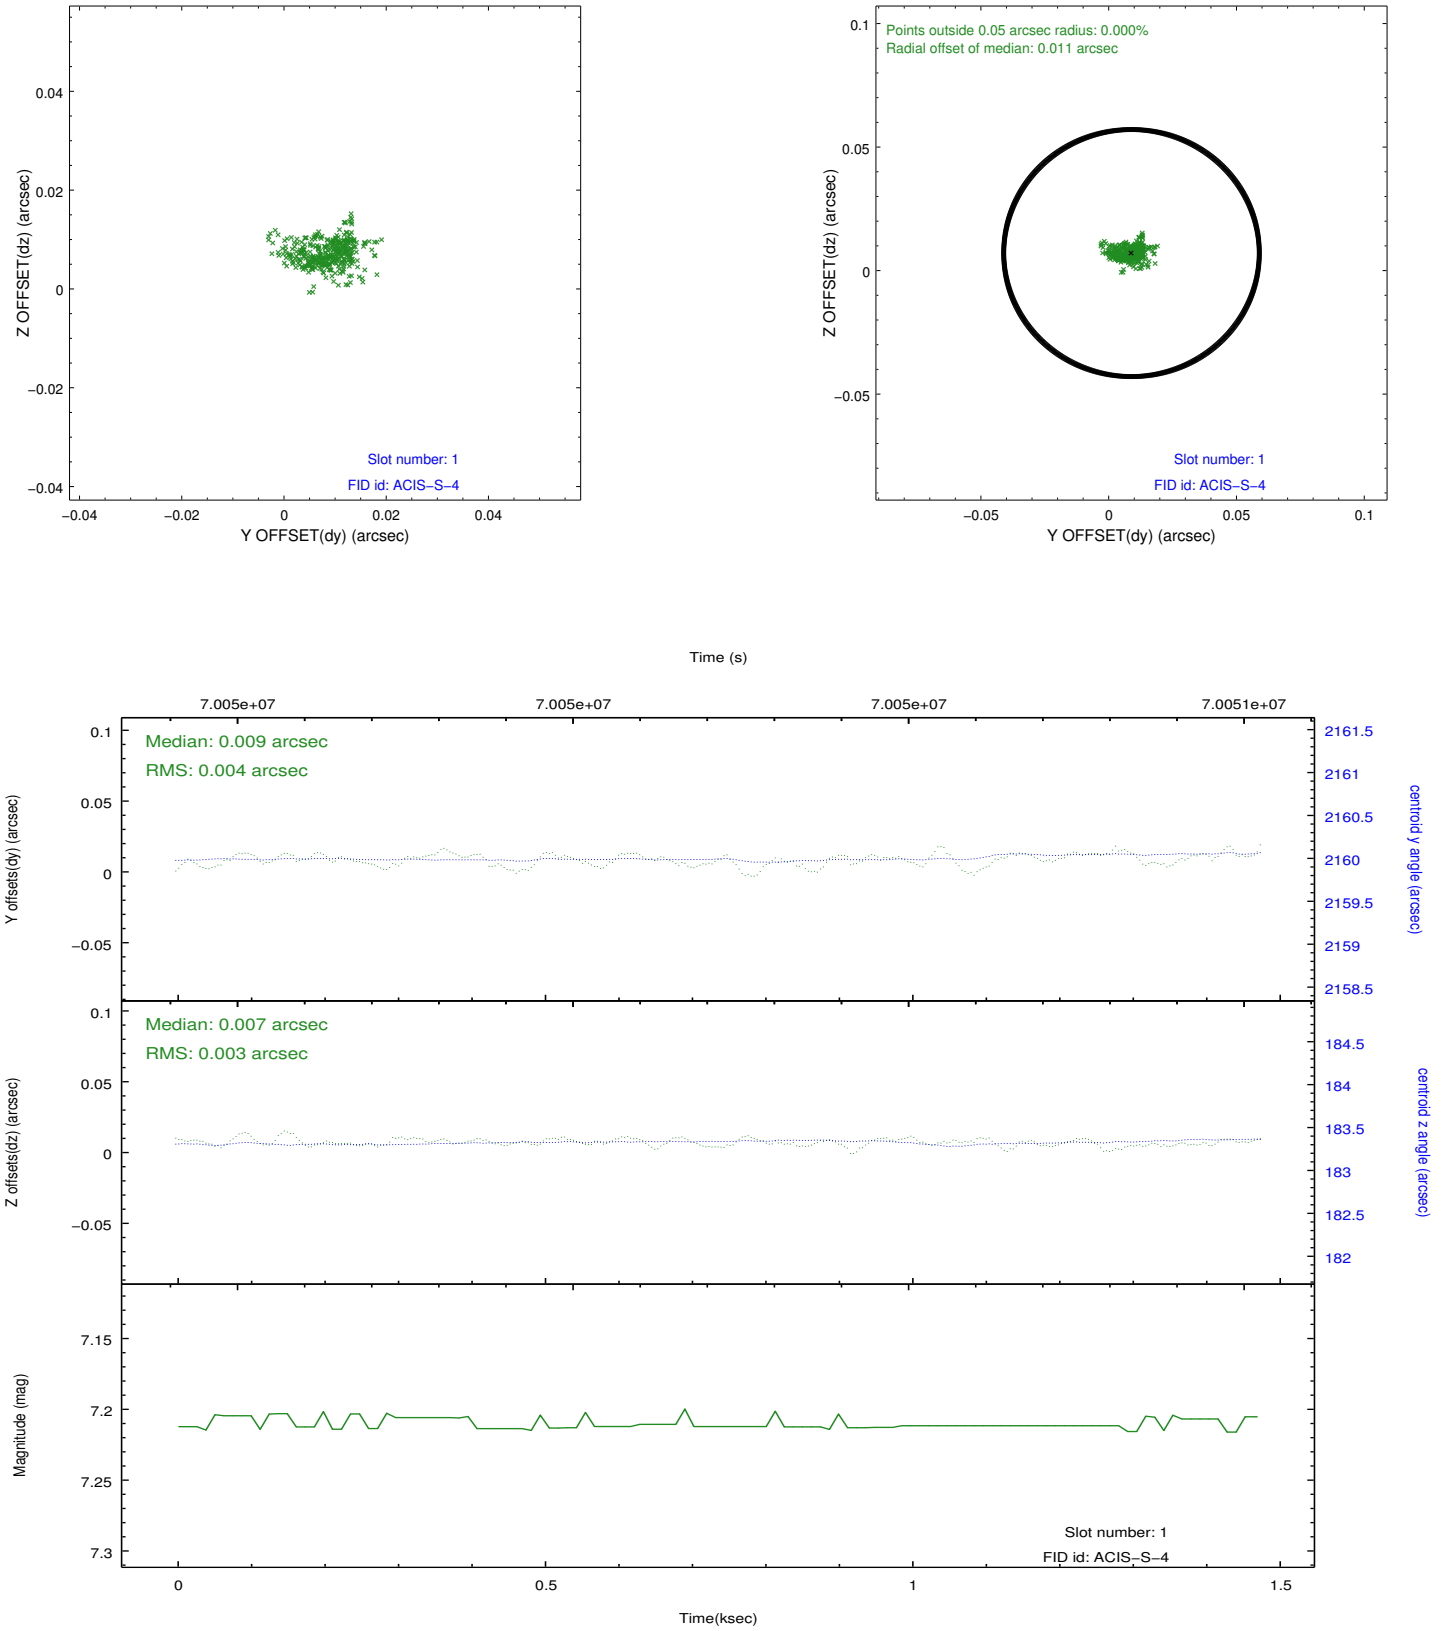 0.04
0.02
0
−0.02
−0.04
Z OFFSET(dz) (arcsec)
Slot number: 1
FID id: ACIS−S−4
−0.04 −0.02 0 0.02 0.04
Y OFFSET(dy) (arcsec)
Points outside 0.05 arcsec radius: 0.000%
Radial offset of median: 0.011 arcsec
0.1
0.05
0
−0.05
Z OFFSET(dz) (arcsec)
Slot number: 1
FID id: ACIS−S−4
−0.05 0 0.05 0.1
Y OFFSET(dy) (arcsec)
Time (s)
7.005e+07 7.005e+07 7.005e+07 7.0051e+07
Median: 0.009 arcsec
RMS: 0.004 arcsec
0.1
0.05
0
−0.05
Y offsets(dy) (arcsec)
2161.5
2161
2160.5
2160
2159.5
2159
2158.5
centroid y angle (arcsec)
Median: 0.007 arcsec
RMS: 0.003 arcsec
0.1
0.05
0
−0.05
Z offsets(dz) (arcsec)
184.5
184
183.5
183
182.5
182
centroid z angle (arcsec)
7.15
7.2
7.25
7.3
Magnitude (mag)
Slot number: 1
FID id: ACIS−S−4
0 0.5 1 1.5
Time(ksec)